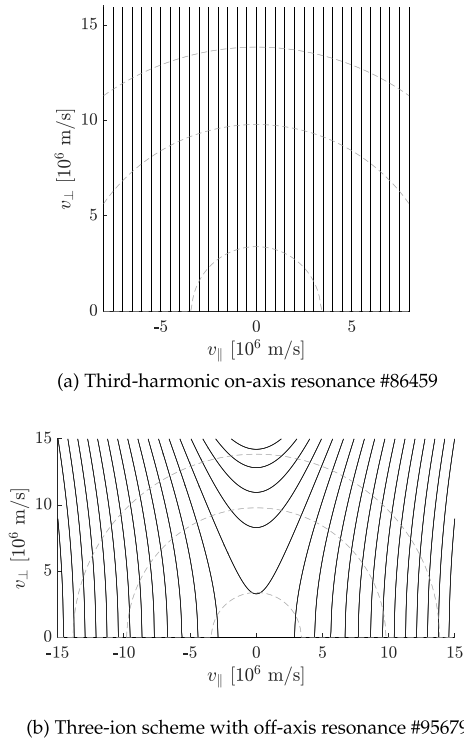 15
10
5
0
v⊥ [10⁶ m/s]
-5 0 5
v∥ [10⁶ m/s]
(a) Third-harmonic on-axis resonance #86459
15
10
5
0
v⊥ [10⁶ m/s]
-15 -10 -5 0 5 10 15
v∥ [10⁶ m/s]
(b) Three-ion scheme with off-axis resonance #95679